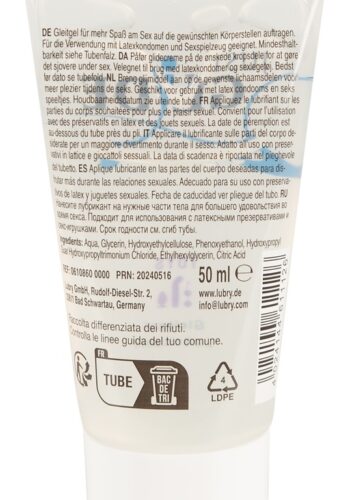 DE Gleitgel für mehr Spaß am Sex auf die gewünschten Körperstellen auftragen.
Für die Verwendung mit Latexkondomen und Sexspielzeug geeignet. Mindesthalt-
barkeit siehe Tubenfalz. DA Påfør glidecreme på de ønskede kropsdele for at gøre
det sjovere under sex. Velegnet til brug med latexkondomer og sexlegetøj. Bedst
før dato se tubefold. NL Breng glijmiddel aan op de gewenste lichaamsdelen voor
meer plezier tijdens de seks. Geschikt voor gebruik met latex condooms en seks
speeltjes. Houdbaarheidsdatum zie uiteinde tube. FR Appliquez le lubrifiant sur les
parties du corps souhaitées pour plus de plaisir sexuel. Convient pour l'utilisation
avec des préservatifs en latex et des jouets sexuels. La date de péremption est
au-dessous du tube près du pli. IT Applicare il lubrificante sulle parti del corpo de-
siderate per un maggiore divertimento durante il sesso. Adatto all'uso con preser-
vativi in lattice e giocattoli sessuali. La data di scadenza è riportata sulla piega
del tubetto. ES Aplique lubricante en las partes del cuerpo deseadas para dis-
frutar más durante las relaciones sexuales. Adecuado para su uso con preserva-
tivos de látex y juguetes sexuales. Fecha de caducidad ver pliegue del tubo. RU
Нанесите лубрикант на нужные части тела для большего удовольствия во
время секса. Подходит для использования с латексными презервативами и
секс-игрушками. Срок годности см. сгиб тубы.
Ingredients: Aqua, Glycerin, Hydroxyethylcellulose, Phenoxyethanol, Hydroxypropyl
Guar Hydroxypropyltrimonium Chloride, Ethylhexylglycerin, Citric Acid
REF: 0610860 0000 PRN: 20240516 50 ml ℮
Lubry GmbH, Rudolf-Diesel-Str. 2,
23611 Bad Schwartau, Germany
www.lubry.de
info@lubry.com
Raccolta differenziata dei rifiuti.
Controlla le linee guida del tuo comune.
FR
TUBE
BAC
DE
TRI
4
LDPE